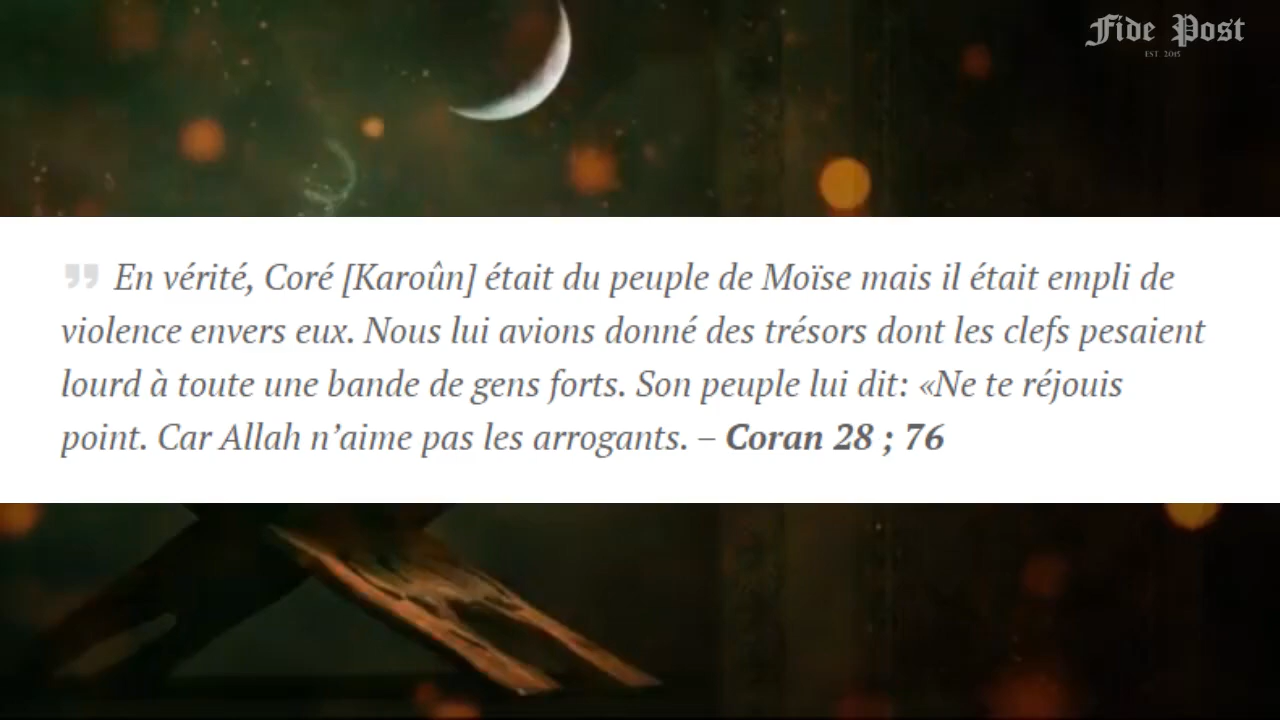 Fide Post
EST. 2015
En vérité, Coré [Karoûn] était du peuple de Moïse mais il était empli de
violence envers eux. Nous lui avions donné des trésors dont les clefs pesaient
lourd à toute une bande de gens forts. Son peuple lui dit: «Ne te réjouis
point. Car Allah n’aime pas les arrogants. – Coran 28 ; 76